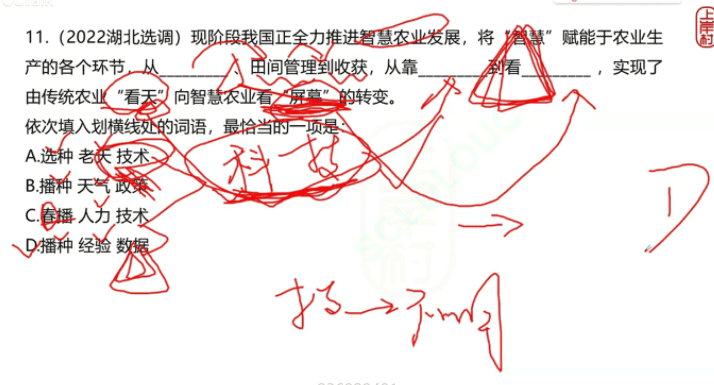 11.（2022湖北选调）现阶段我国正全力推进智慧农业发展，将“智慧”赋能于农业生
产的各个环节，从________、田间管理到收获，从靠________到看________，实现了
由传统农业“看天”向智慧农业看“屏幕”的转变。
依次填入划横线处的词语，最恰当的一项是：
A.选种 老天 技术
B.播种 天气 政策
C.春播 人力 技术
D.播种 经验 数据
科技
D
上岸村